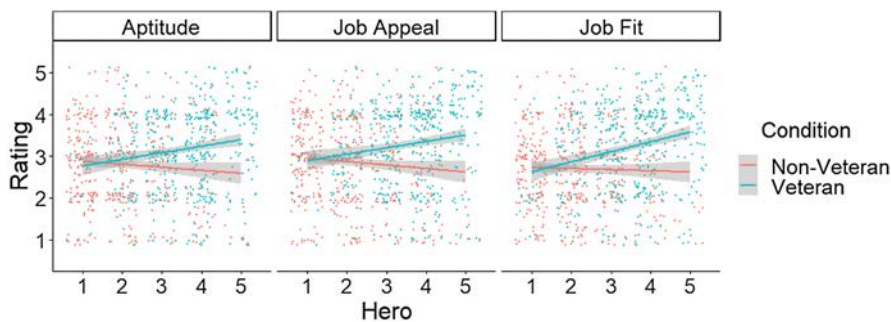 Aptitude
Job Appeal
Job Fit
5
4
3
2
1
Rating
1 2 3 4 5
1 2 3 4 5
1 2 3 4 5
Hero
Condition
Non-Veteran
Veteran